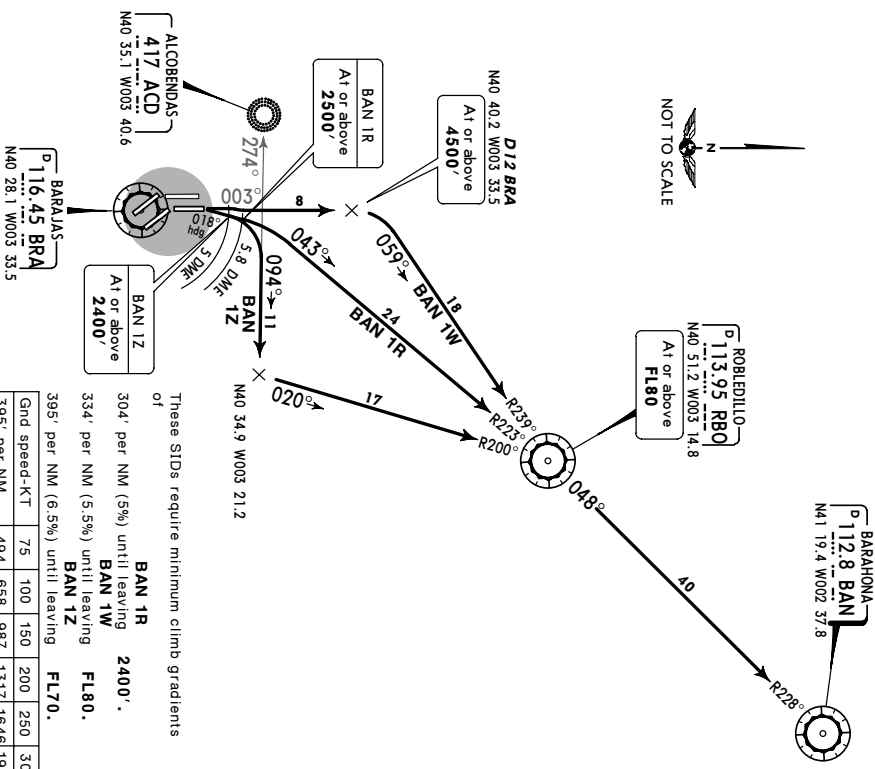 NOT TO SCALE
N
BARAHONA
D 112.8 BAN
N41 19.4 W002 37.8
ROBLEDILLO
D 113.95 RBO
N40 51.2 W003 14.8
At or above
FL80
D12 BRA
N40 40.2 W003 33.5
At or above
4500'
BAN 1R
At or above
2500'
ALCOBENDAS
417 ACD
N40 35.1 W003 40.6
BARAJAS
D 116.45 BRA
N40 28.1 W003 33.5
BAN 1Z
At or above
2400'
274°
003°
018°
hdg
8
5 DME
5.8 DME
059°
18
BAN 1W
043°
24
BAN 1R
094°
11
BAN
1Z
N40 34.9 W003 21.2
020°
17
R239°
R223°
R200°
048°
40
R228°
These SIDs require minimum climb gradients
of
BAN 1R
304' per NM (5%) until leaving 2400'.
BAN 1W
334' per NM (5.5%) until leaving FL80.
BAN 1Z
395' per NM (6.5%) until leaving FL70.
Gnd speed-KT 75 100 150 200 250 30
395' per NM 494 658 987 1317 1646 19